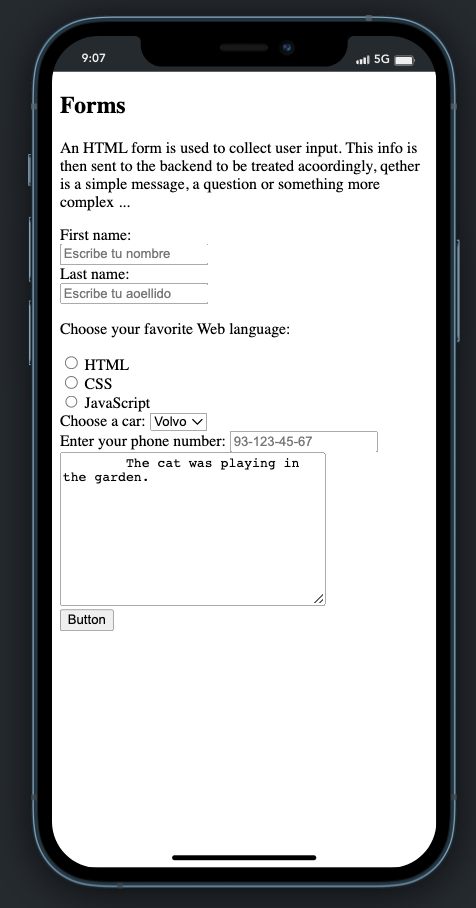 9:07
5G
Forms
An HTML form is used to collect user input. This info is
then sent to the backend to be treated acoordingly, qether
is a simple message, a question or something more
complex ...
First name:
Escribe tu nombre
Last name:
Escribe tu aoellido
Choose your favorite Web language:
HTML
CSS
JavaScript
Choose a car: Volvo
Enter your phone number: 93-123-45-67
The cat was playing in
the garden.
Button